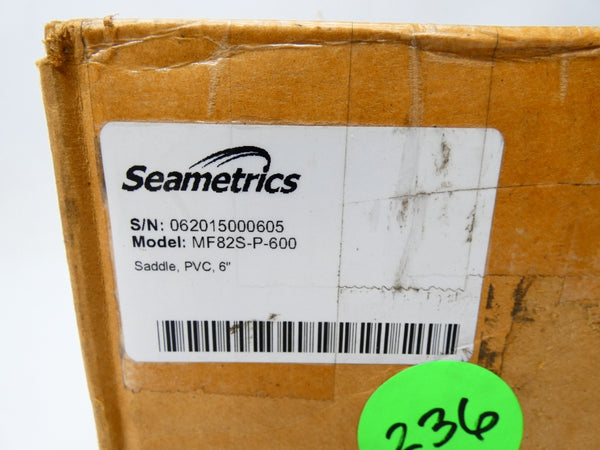 Seametrics
S/N: 062015000605
Model: MF82S-P-600
Saddle, PVC, 6"
236